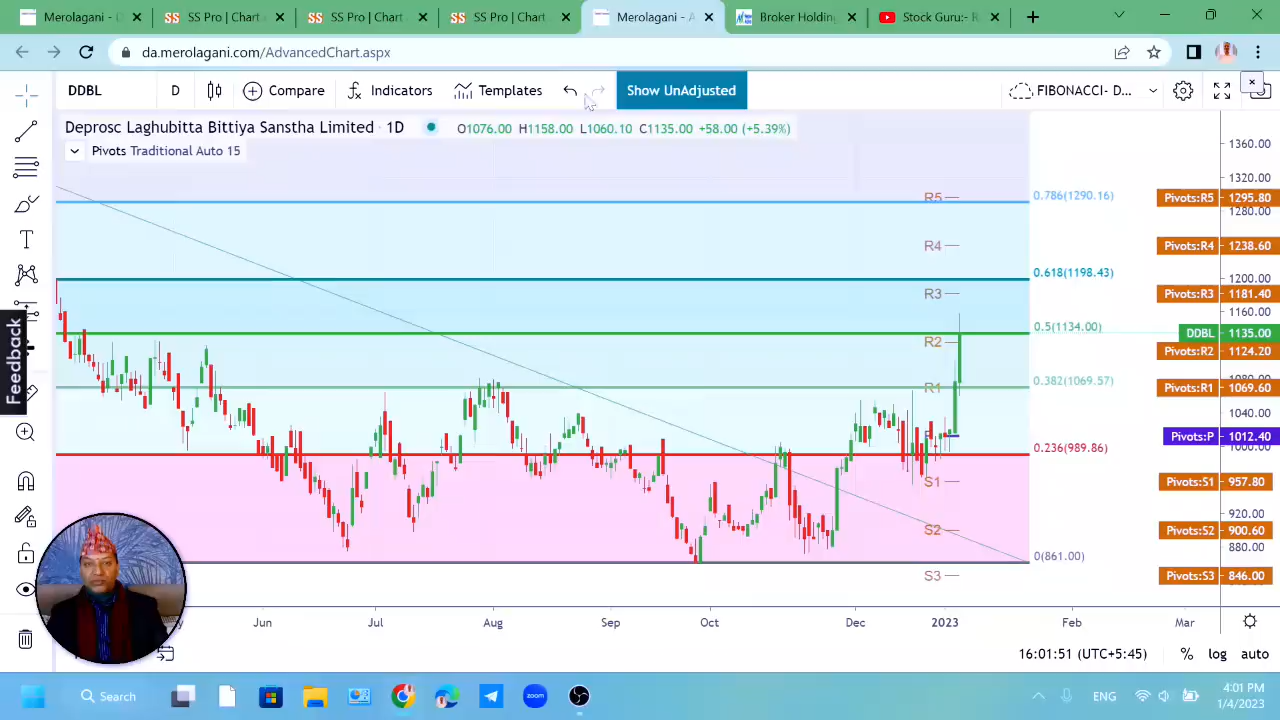 Merolagani - D
SS Pro | Chart
SS Pro | Chart
SS Pro | Chart
Merolagani - A
Broker Holding
Stock Guru:- R
da.merolagani.com/AdvancedChart.aspx
DDBL
D
Compare
Indicators
Templates
Show UnAdjusted
FIBONACCI- D...
Deprosc Laghubitta Bittiya Sanstha Limited · 1D
O1076.00 H1158.00 L1060.10 C1135.00 +58.00 (+5.39%)
Pivots Traditional Auto 15
1360.00
1320.00
R5
0.786(1290.16)
Pivots:R5 1295.80
1280.00
R4
Pivots:R4 1238.60
0.618(1198.43)
1200.00
R3
Pivots:R3 1181.40
1160.00
0.5(1134.00)
DDBL 1135.00
R2
Pivots:R2 1124.20
0.382(1069.57)
R1
Pivots:R1 1069.60
1040.00
Pivots:P 1012.40
1000.00
0.236(989.86)
S1
Pivots:S1 957.80
920.00
S2
Pivots:S2 900.60
880.00
0(861.00)
S3
Pivots:S3 846.00
Feedback
Jun
Jul
Aug
Sep
Oct
Dec
2023
Feb
Mar
16:01:51 (UTC+5:45)
%
log
auto
Search
zoom
ENG
4:01 PM
1/4/2023